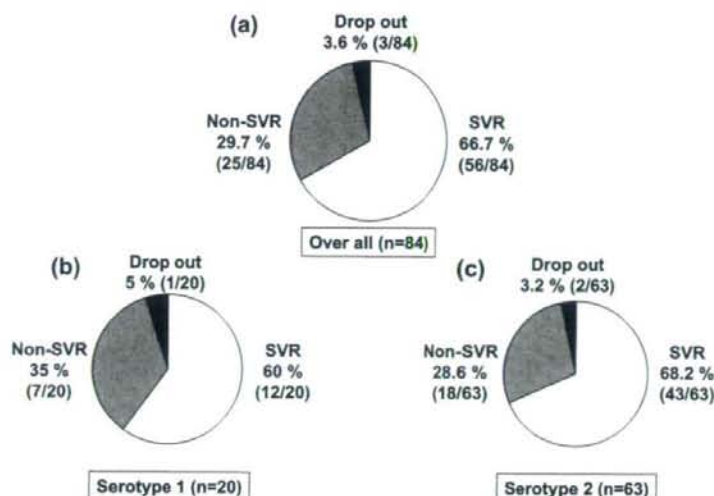 (a)
Drop out
3.6 % (3/84)
Non-SVR
29.7 %
(25/84)
SVR
66.7 %
(56/84)
Over all (n=84)
(b)
Drop out
5 % (1/20)
Non-SVR
35 %
(7/20)
SVR
60 %
(12/20)
Serotype 1 (n=20)
(c)
Drop out
3.2 % (2/63)
Non-SVR
28.6 %
(18/63)
SVR
68.2 %
(43/63)
Serotype 2 (n=63)